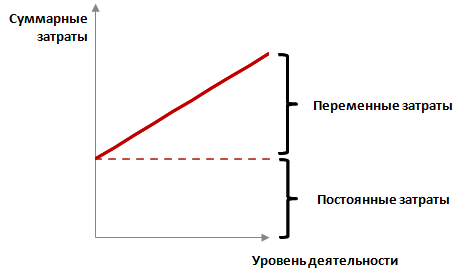 Суммарные
затраты
Переменные затраты
Постоянные затраты
Уровень деятельности